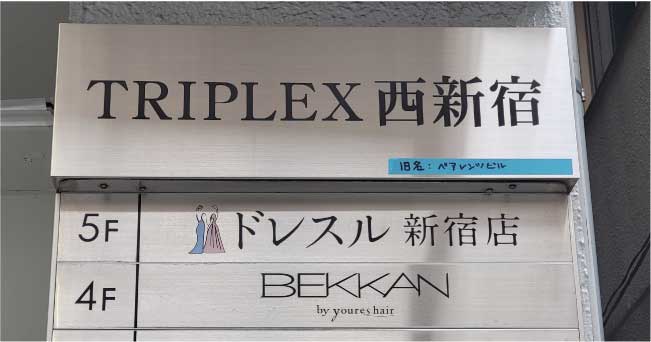 TRIPLEX 西新宿
旧名：ペアレンツビル
5F ドレスル 新宿店
4F BEKKAN
by youres hair